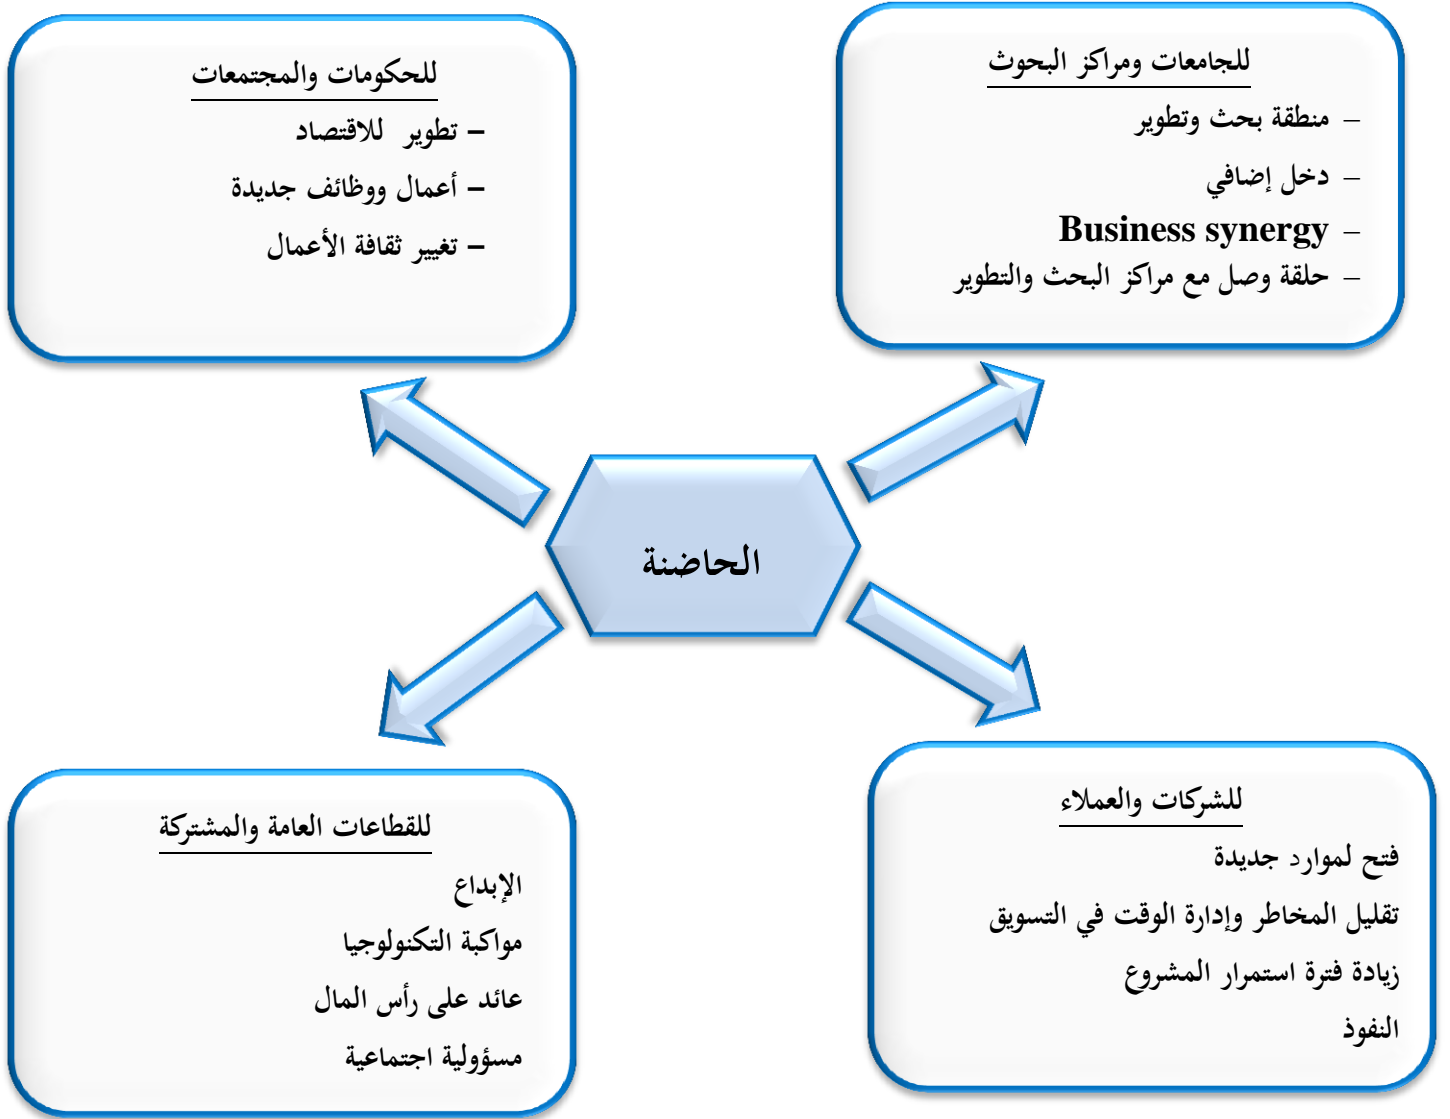 للجامعات ومراكز البحوث
– منطقة بحث وتطوير
– دخل إضافي
– Business synergy
– حلقة وصل مع مراكز البحث والتطوير
للحكومات والمجتمعات
– تطوير للاقتصاد
– أعمال ووظائف جديدة
– تغيير ثقافة الأعمال
الحاضنة
للشركات والعملاء
فتح لموارد جديدة
تقليل المخاطر وإدارة الوقت في التسويق
زيادة فترة استمرار المشروع
النفوذ
للقطاعات العامة والمشتركة
الإبداع
مواكبة التكنولوجيا
عائد على رأس المال
مسؤولية اجتماعية